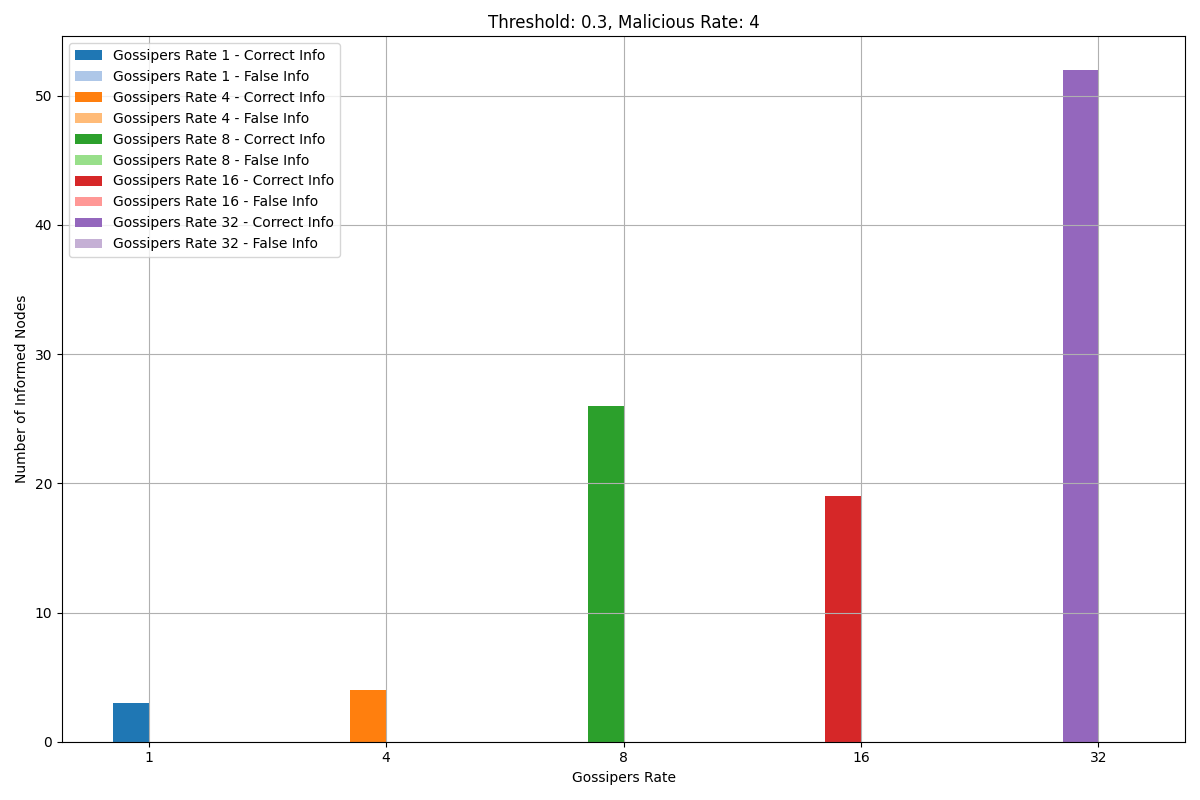 Threshold: 0.3, Malicious Rate: 4
Gossipers Rate 1 - Correct Info
Gossipers Rate 1 - False Info
Gossipers Rate 4 - Correct Info
Gossipers Rate 4 - False Info
Gossipers Rate 8 - Correct Info
Gossipers Rate 8 - False Info
Gossipers Rate 16 - Correct Info
Gossipers Rate 16 - False Info
Gossipers Rate 32 - Correct Info
Gossipers Rate 32 - False Info
Number of Informed Nodes
50
40
30
20
10
0
1 4 8 16 32
Gossipers Rate